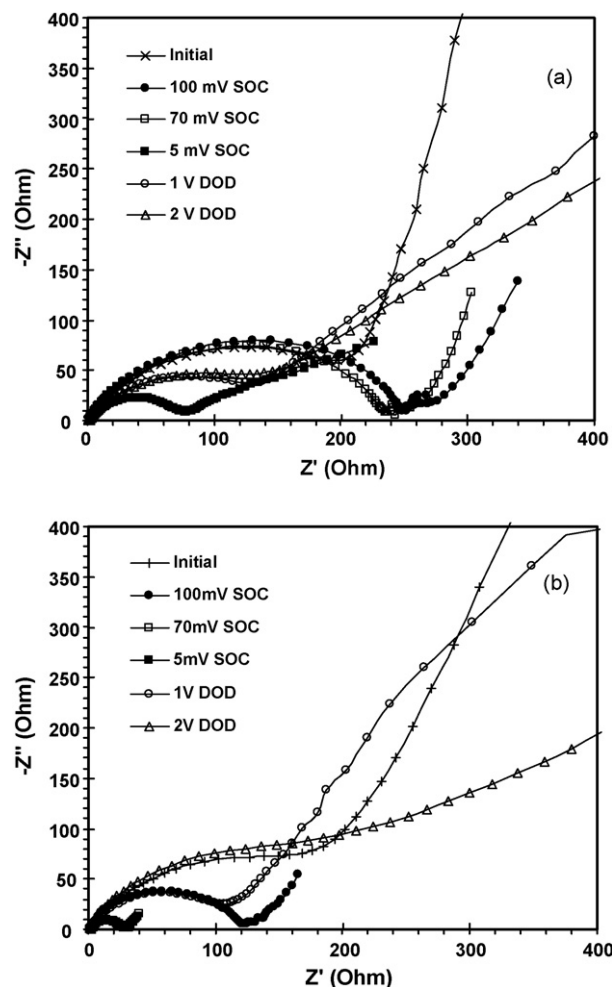 400
350
300
250
200
150
100
50
0
-Z" (Ohm)
Initial
100 mV SOC
70 mV SOC
5 mV SOC
1 V DOD
2 V DOD
(a)
0
100
200
300
400
Z' (Ohm)
400
350
300
250
200
150
100
50
0
-Z" (Ohm)
Initial
100mV SOC
70mV SOC
5mV SOC
1V DOD
2V DOD
(b)
0
100
200
300
400
Z' (Ohm)